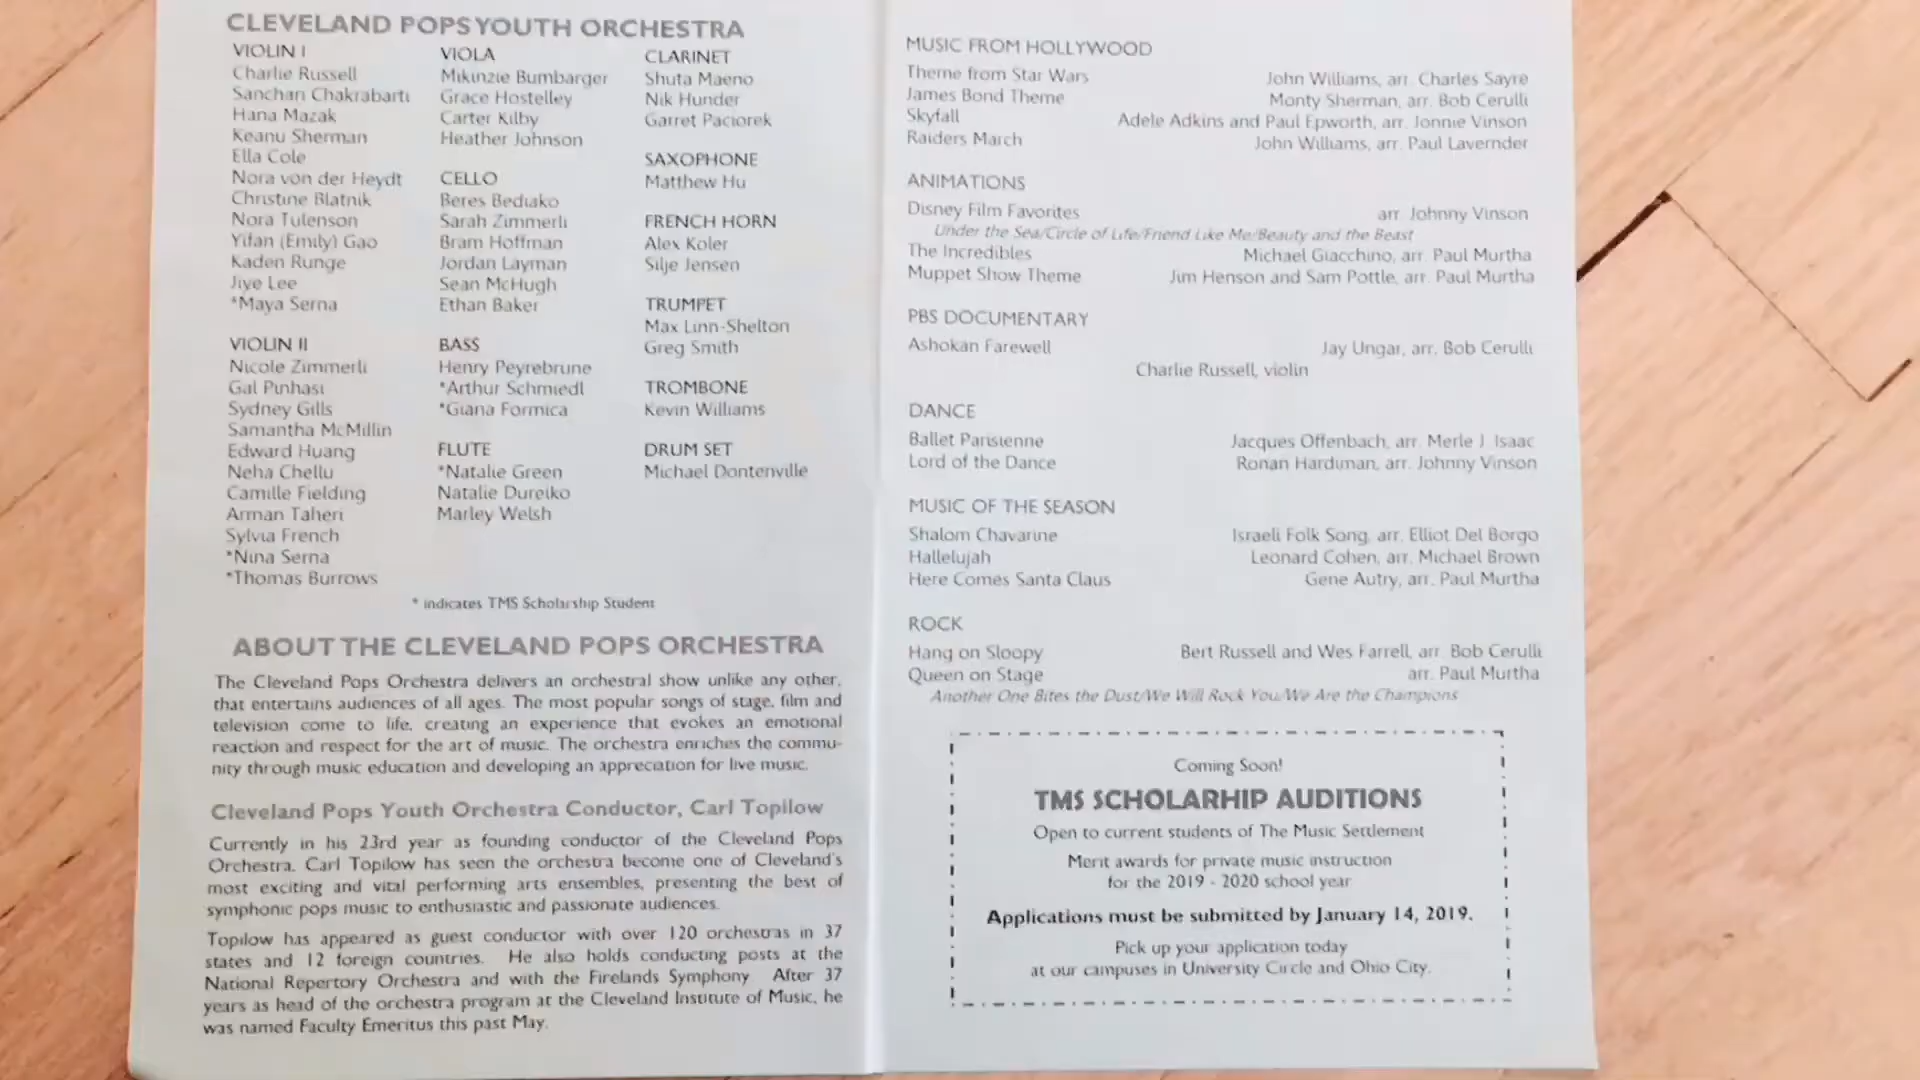 CLEVELAND POPS YOUTH ORCHESTRA
VIOLIN I
Charlie Russell
Sanchan Chakrabarti
Hana Mazak
Keanu Sherman
Ella Cole
Nora von der Heydt
Christine Blatnik
Nora Tulenson
Yifan (Emily) Gao
Kaden Runge
Jiye Lee
*Maya Serna
VIOLIN II
Nicole Zimmerli
Gal Pinhasi
Sydney Gills
Samantha McMillin
Edward Huang
Neha Chellu
Camille Fielding
Arman Taheri
Sylvia French
*Nina Serna
*Thomas Burrows
VIOLA
Mikinzie Bumbarger
Grace Hostelley
Carter Kilby
Heather Johnson
CELLO
Beres Bediako
Sarah Zimmerli
Bram Hoffman
Jordan Layman
Sean McHugh
Ethan Baker
BASS
Henry Peyrebrune
*Arthur Schmiedl
*Giana Formica
FLUTE
*Natalie Green
Natalie Dureiko
Marley Welsh
CLARINET
Shuta Maeno
Nik Hunder
Garret Paciorek
SAXOPHONE
Matthew Hu
FRENCH HORN
Alex Koler
Silje Jensen
TRUMPET
Max Linn-Shelton
Greg Smith
TROMBONE
Kevin Williams
DRUM SET
Michael Dontenville
* indicates TMS Scholarship Student
ABOUT THE CLEVELAND POPS ORCHESTRA
The Cleveland Pops Orchestra delivers an orchestral show unlike any other,
that entertains audiences of all ages. The most popular songs of stage, film and
television come to life, creating an experience that evokes an emotional
reaction and respect for the art of music. The orchestra enriches the commu-
nity through music education and developing an appreciation for live music.
Cleveland Pops Youth Orchestra Conductor, Carl Topilow
Currently in his 23rd year as founding conductor of the Cleveland Pops
Orchestra, Carl Topilow has seen the orchestra become one of Cleveland's
most exciting and vital performing arts ensembles, presenting the best of
symphonic pops music to enthusiastic and passionate audiences.
Topilow has appeared as guest conductor with over 120 orchestras in 37
states and 12 foreign countries. He also holds conducting posts at the
National Repertory Orchestra and with the Firelands Symphony After 37
years as head of the orchestra program at the Cleveland Institute of Music, he
was named Faculty Emeritus this past May.
MUSIC FROM HOLLYWOOD
Theme from Star Wars John Williams, arr. Charles Sayre
James Bond Theme Monty Sherman, arr. Bob Cerulli
Skyfall Adele Adkins and Paul Epworth, arr. Jonnie Vinson
Raiders March John Williams, arr. Paul Lavernder
ANIMATIONS
Disney Film Favorites arr. Johnny Vinson
Under the Sea/Circle of Life/Friend Like Me/Beauty and the Beast
The Incredibles Michael Giacchino, arr. Paul Murtha
Muppet Show Theme Jim Henson and Sam Pottle, arr. Paul Murtha
PBS DOCUMENTARY
Ashokan Farewell Jay Ungar, arr. Bob Cerulli
Charlie Russell, violin
DANCE
Ballet Parisienne Jacques Offenbach, arr. Merle J. Isaac
Lord of the Dance Ronan Hardiman, arr. Johnny Vinson
MUSIC OF THE SEASON
Shalom Chavarine Israeli Folk Song, arr. Elliot Del Borgo
Hallelujah Leonard Cohen, arr. Michael Brown
Here Comes Santa Claus Gene Autry, arr. Paul Murtha
ROCK
Hang on Sloopy Bert Russell and Wes Farrell, arr. Bob Cerulli
Queen on Stage arr. Paul Murtha
Another One Bites the Dust/We Will Rock You/We Are the Champions
Coming Soon!
TMS SCHOLARHIP AUDITIONS
Open to current students of The Music Settlement
Merit awards for private music instruction
for the 2019 - 2020 school year
Applications must be submitted by January 14, 2019.
Pick up your application today
at our campuses in University Circle and Ohio City.